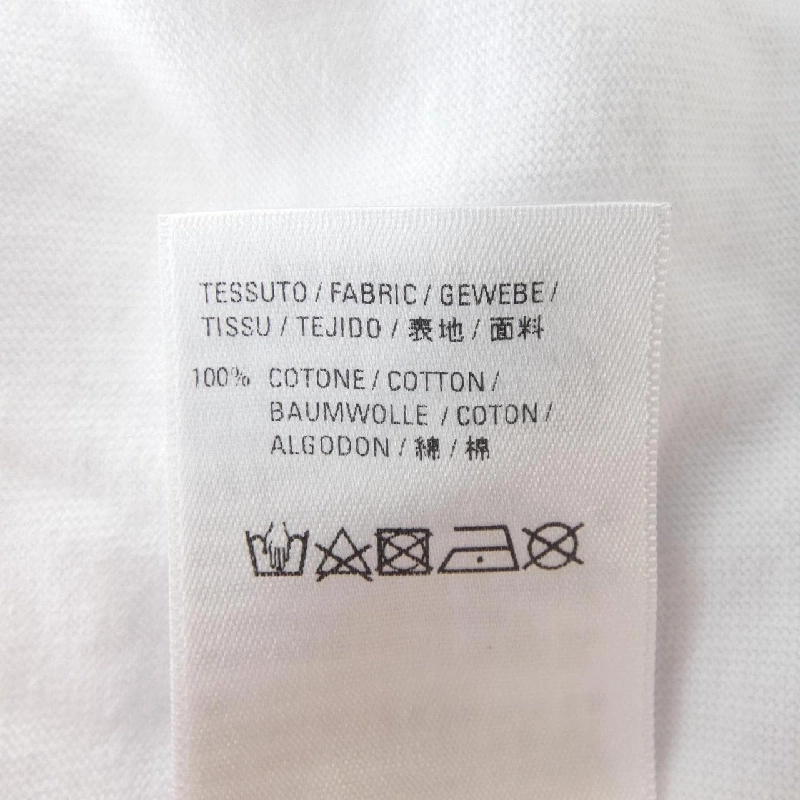 TESSUTO / FABRIC / GEWEBE /
TISSU / TEJIDO / 表地 / 面料
100% COTONE / COTTON /
BAUMWOLLE / COTON /
ALGODON / 綿 / 棉